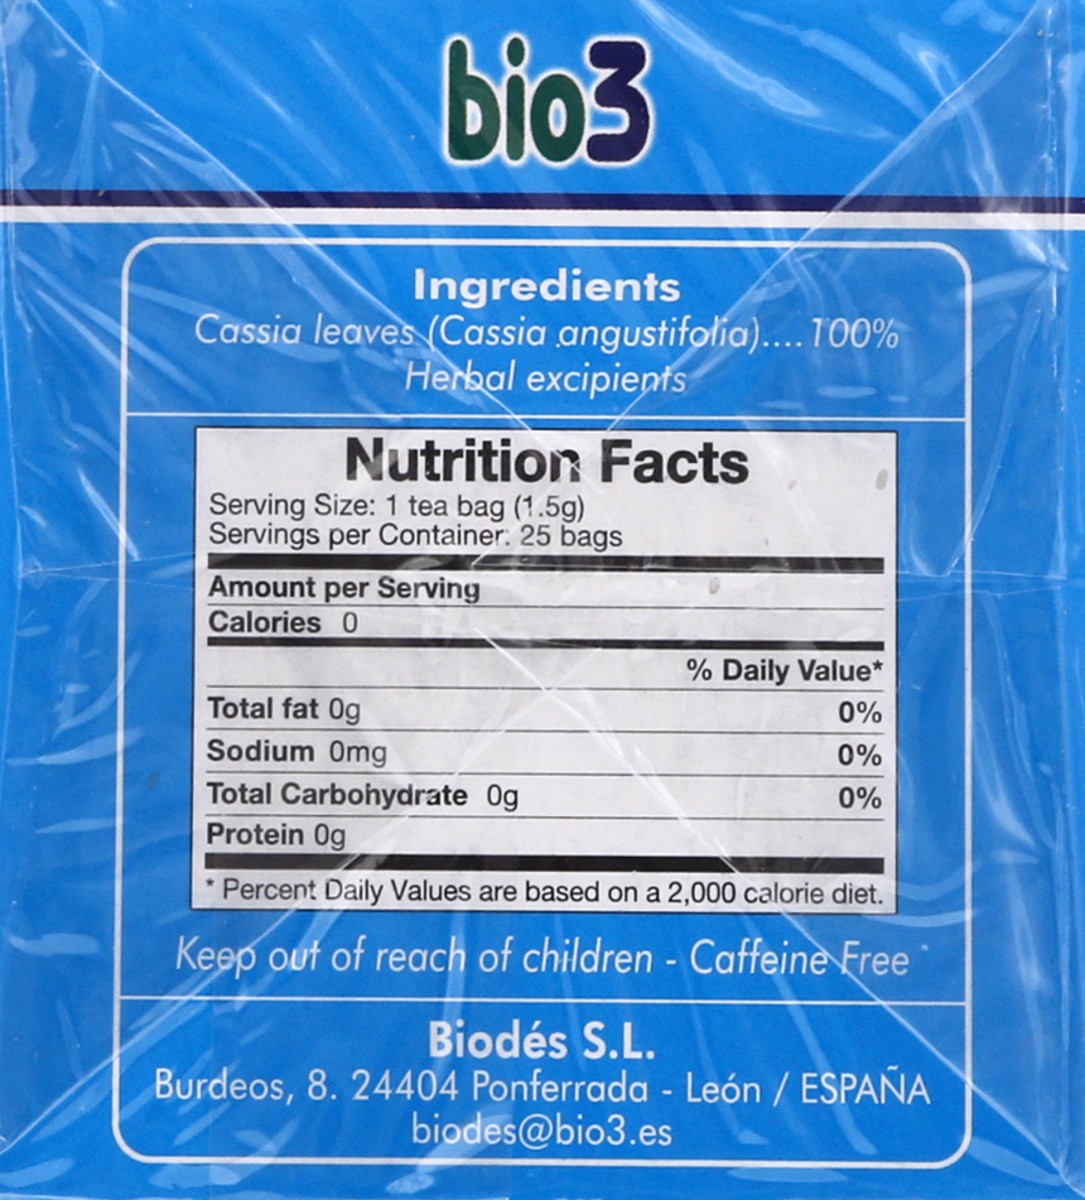 bio3
Ingredients
Cassia leaves (Cassia angustifolia).... 100%
Herbal excipients
Nutrition Facts
Serving Size: 1 tea bag (1.5g)
Servings per Container: 25 bags
Amount per Serving
Calories 0
% Daily Value*
Total fat 0g 0%
Sodium 0mg 0%
Total Carbohydrate 0g 0%
Protein 0g
* Percent Daily Values are based on a 2,000 calorie diet.
Keep out of reach of children - Caffeine Free
Biodés S.L.
Burdeos, 8. 24404 Ponferrada - León / ESPAÑA
biodes@bio3.es